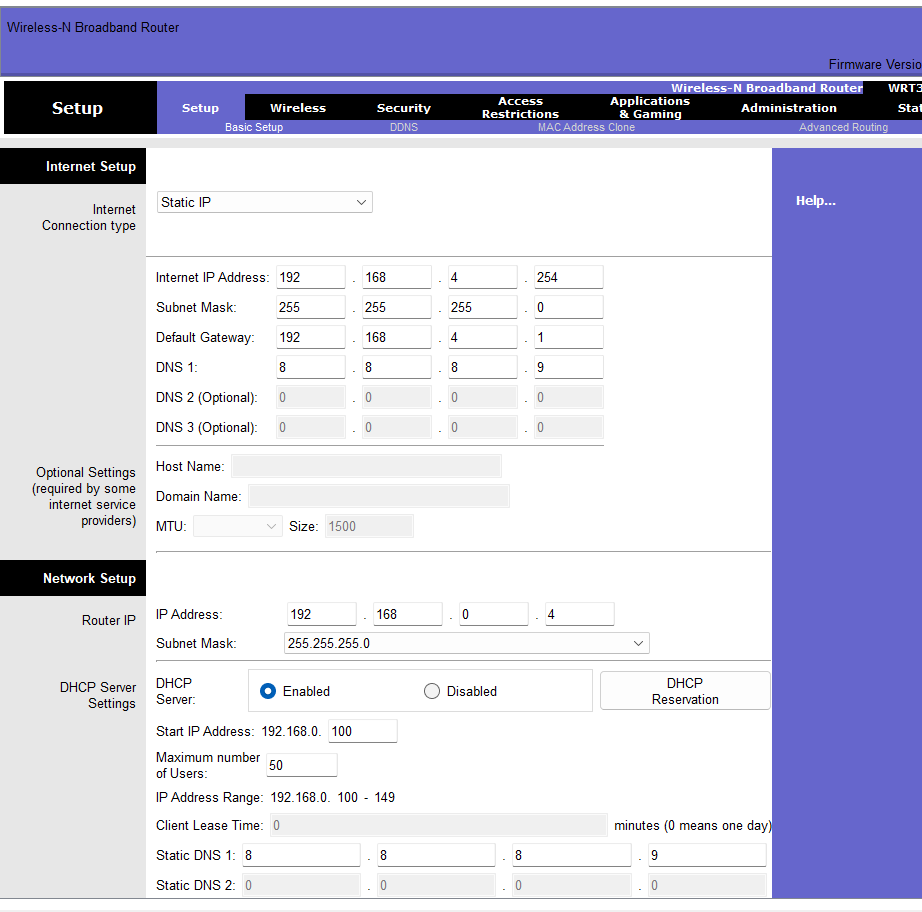 Wireless-N Broadband Router
Firmware Versio
Wireless-N Broadband Router WRT3
Setup
Setup Wireless Security Access Restrictions Applications & Gaming Administration Stat
Basic Setup DDNS MAC Address Clone Advanced Routing
Internet Setup
Help...
Internet
Connection type
Static IP
Internet IP Address: 192 . 168 . 4 . 254
Subnet Mask: 255 . 255 . 255 . 0
Default Gateway: 192 . 168 . 4 . 1
DNS 1: 8 . 8 . 8 . 9
DNS 2 (Optional): 0 . 0 . 0 . 0
DNS 3 (Optional): 0 . 0 . 0 . 0
Optional Settings
(required by some
internet service
providers)
Host Name:
Domain Name:
MTU: Size: 1500
Network Setup
Router IP
IP Address: 192 . 168 . 0 . 4
Subnet Mask: 255.255.255.0
DHCP Server
Settings
DHCP
Server:
Enabled Disabled
DHCP
Reservation
Start IP Address: 192.168.0. 100
Maximum number
of Users: 50
IP Address Range: 192.168.0. 100 - 149
Client Lease Time: 0 minutes (0 means one day)
Static DNS 1: 8 . 8 . 8 . 9
Static DNS 2: 0 . 0 . 0 . 0